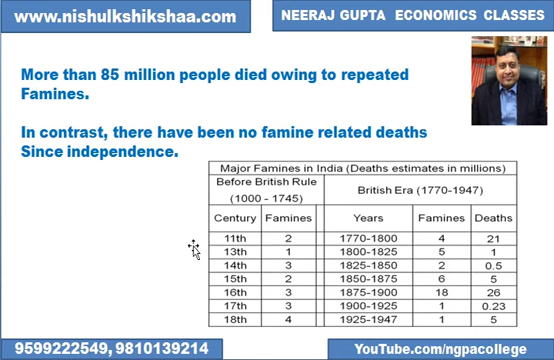 www.nishulkshikshaa.com
NEERAJ GUPTA ECONOMICS CLASSES
More than 85 million people died owing to repeated
Famines.
In contrast, there have been no famine related deaths
Since independence.
Major Famines in India (Deaths estimates in millions)
Before British Rule
(1000 - 1745)
British Era (1770-1947)
Century Famines Years Famines Deaths
11th 2 1770-1800 4 21
13th 1 1800-1825 5 1
14th 3 1825-1850 2 0.5
15th 2 1850-1875 6 5
16th 3 1875-1900 18 26
17th 3 1900-1925 1 0.23
18th 4 1925-1947 1 5
9599222549, 9810139214
YouTube.com/ngpacollege